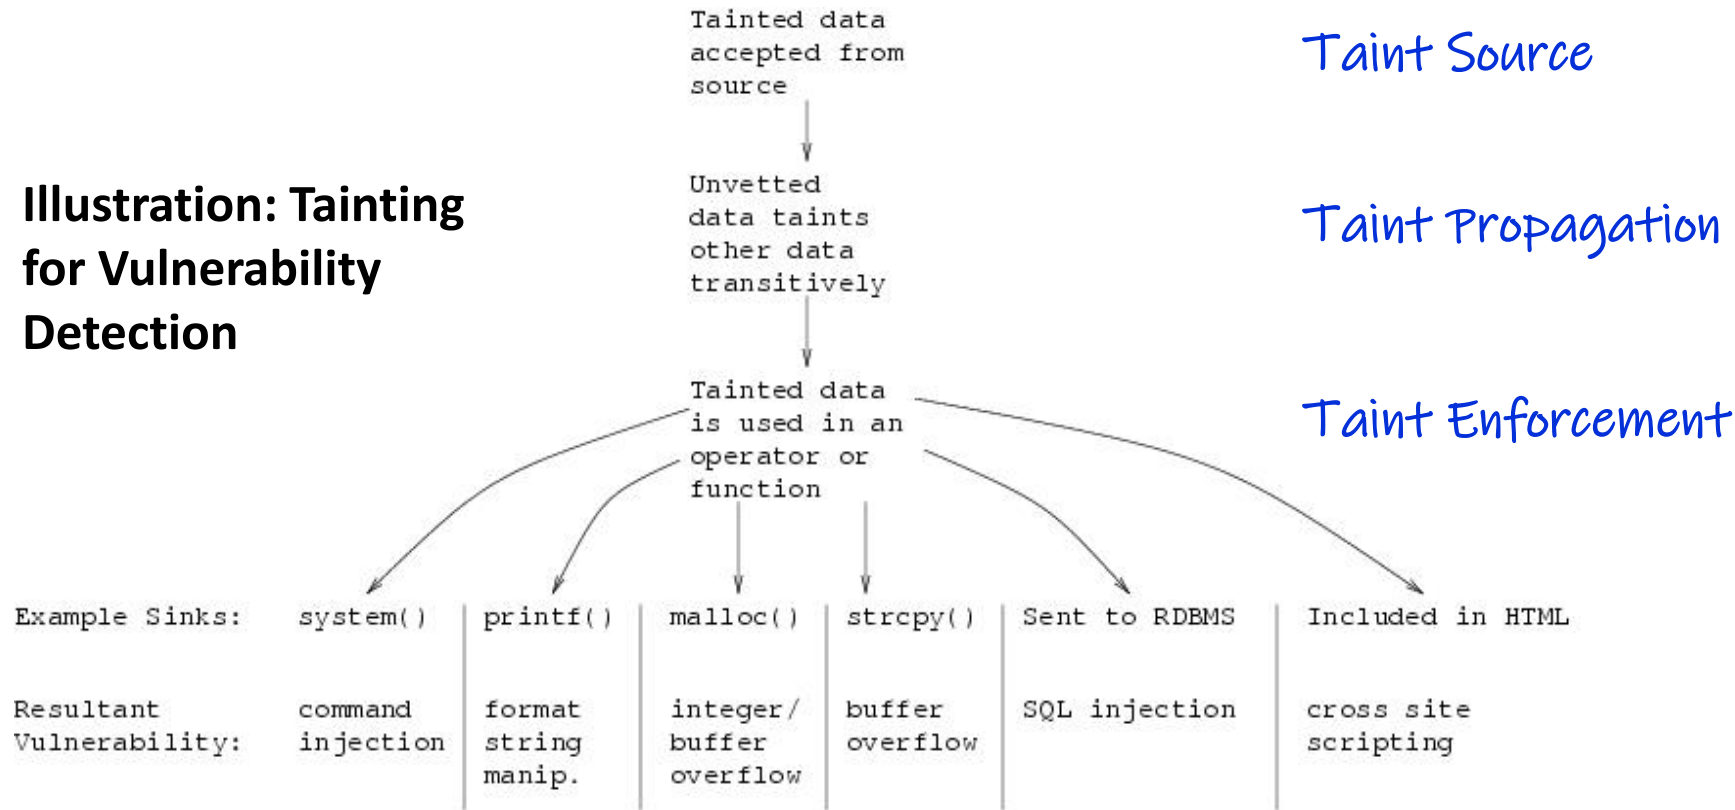 Tainted data
accepted from
source
Taint Source
Illustration: Tainting
for Vulnerability
Detection
Unvetted
data taints
other data
transitively
Taint Propagation
Tainted data
is used in an
operator or
function
Taint Enforcement
Example Sinks: system() printf() malloc() strcpy() Sent to RDBMS Included in HTML
Resultant command format integer/ buffer SQL injection cross site
Vulnerability: injection string buffer overflow scripting
manip. overflow